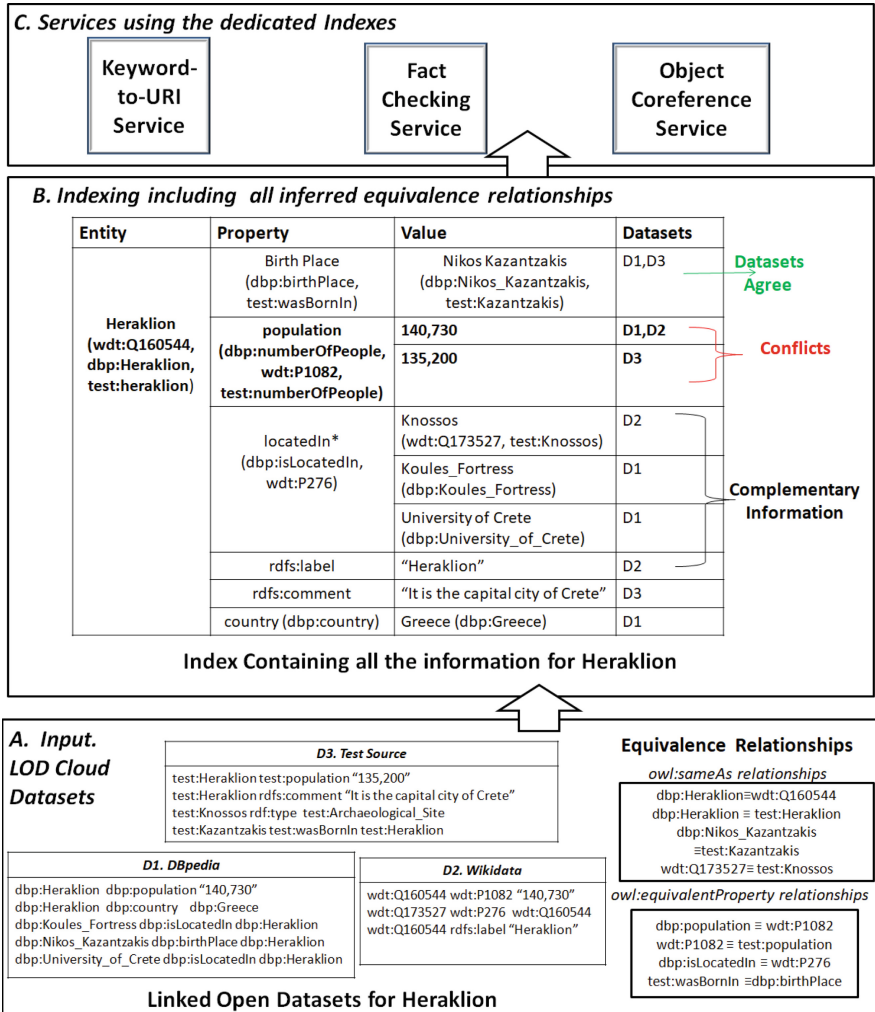 C. Services using the dedicated Indexes
Keyword-
to-URI
Service
Fact
Checking
Service
Object
Coreference
Service
B. Indexing including all inferred equivalence relationships
Entity Property Value Datasets
Heraklion
(wdt:Q160544,
dbp:Heraklion,
test:heraklion)
Birth Place
(dbp:birthPlace,
test:wasBornIn)
Nikos Kazantzakis
(dbp:Nikos_Kazantzakis,
test:Kazantzakis)
D1,D3
Datasets
Agree
population
(dbp:numberOfPeople,
wdt:P1082,
test:numberOfPeople)
140,730 D1,D2
135,200 D3
Conflicts
locatedIn*
(dbp:isLocatedIn,
wdt:P276)
Knossos
(wdt:Q173527, test:Knossos)
D2
Koules_Fortress
(dbp:Koules_Fortress)
D1
University of Crete
(dbp:University_of_Crete)
D1
Complementary
Information
rdfs:label “Heraklion” D2
rdfs:comment “It is the capital city of Crete” D3
country (dbp:country) Greece (dbp:Greece) D1
Index Containing all the information for Heraklion
A. Input.
LOD Cloud
Datasets
D3. Test Source
test:Heraklion test:population “135,200”
test:Heraklion rdfs:comment “It is the capital city of Crete”
test:Knossos rdf:type test:Archaeological_Site
test:Kazantzakis test:wasBornIn test:Heraklion
D1. DBpedia
dbp:Heraklion dbp:population “140,730”
dbp:Heraklion dbp:country dbp:Greece
dbp:Koules_Fortress dbp:isLocatedIn dbp:Heraklion
dbp:Nikos_Kazantzakis dbp:birthPlace dbp:Heraklion
dbp:University_of_Crete dbp:isLocatedIn dbp:Heraklion
D2. Wikidata
wdt:Q160544 wdt:P1082 “140,730”
wdt:Q173527 wdt:P276 wdt:Q160544
wdt:Q160544 rdfs:label “Heraklion”
Linked Open Datasets for Heraklion
Equivalence Relationships
owl:sameAs relationships
dbp:Heraklion≡wdt:Q160544
dbp:Heraklion ≡ test:Heraklion
dbp:Nikos_Kazantzakis
≡test:Kazantzakis
wdt:Q173527≡ test:Knossos
owl:equivalentProperty relationships
dbp:population ≡ wdt:P1082
wdt:P1082 ≡ test:population
dbp:isLocatedIn ≡ wdt:P276
test:wasBornIn ≡dbp:birthPlace